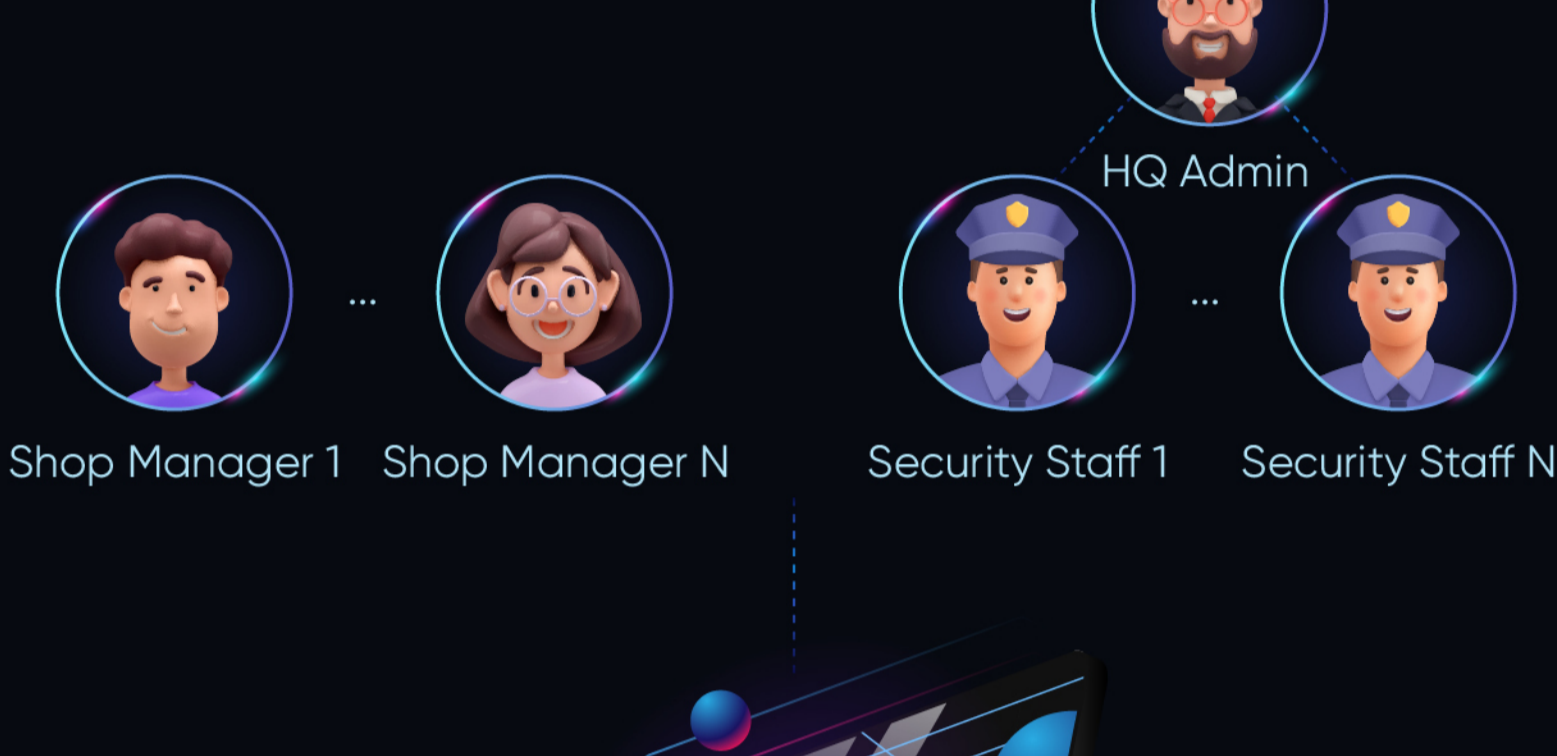 HQ Admin
...
...
Shop Manager 1
Shop Manager N
Security Staff 1
Security Staff N